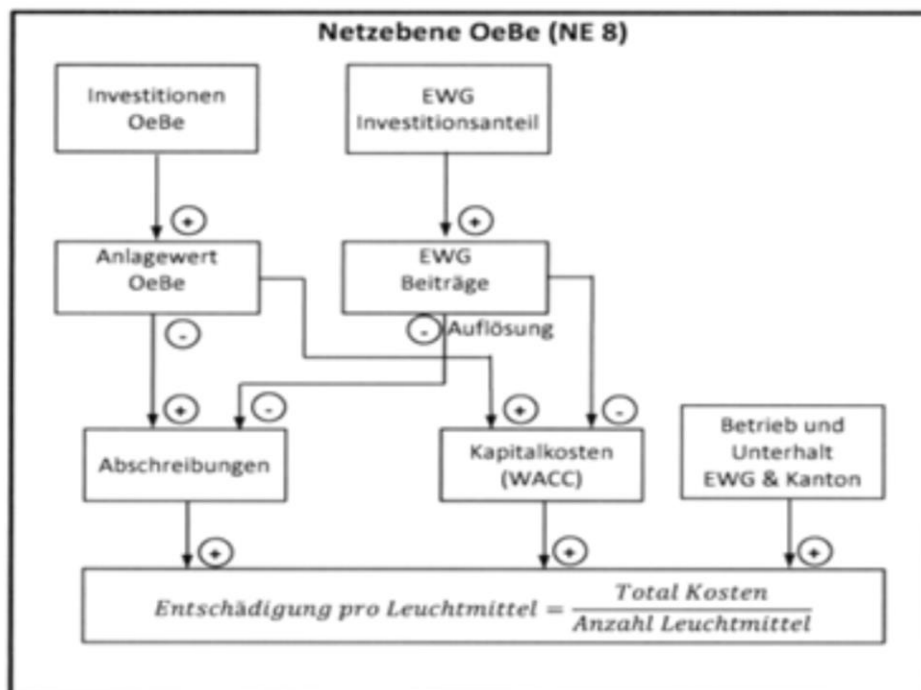 Netzebene OeBe (NE 8)
Investitionen
OeBe
EWG
Investitionsanteil
+
+
Anlagewert
OeBe
EWG
Beiträge
-
- Auflösung
+
-
+
-
Abschreibungen
Kapitalkosten
(WACC)
Betrieb und
Unterhalt
EWG & Kanton
+
+
+
Entschädigung pro Leuchtmittel = Total Kosten / Anzahl Leuchtmittel